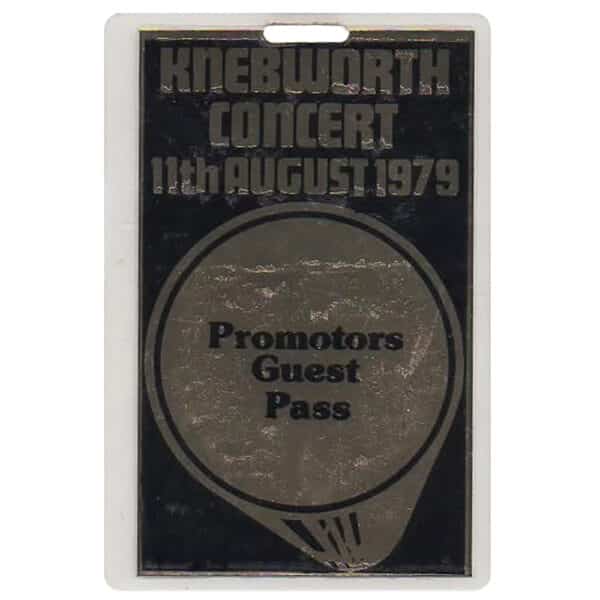 KNEBWORTH
CONCERT
11th AUGUST 1979
Promotors
Guest
Pass